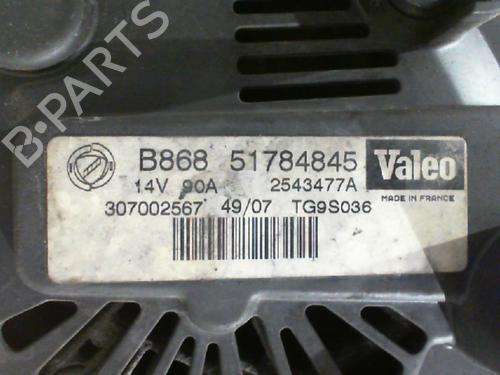 B-PARTS
B868 51784845 Valeo
14V 90A 2543477A MADE IN FRANCE
307002567 49/07 TG9S036